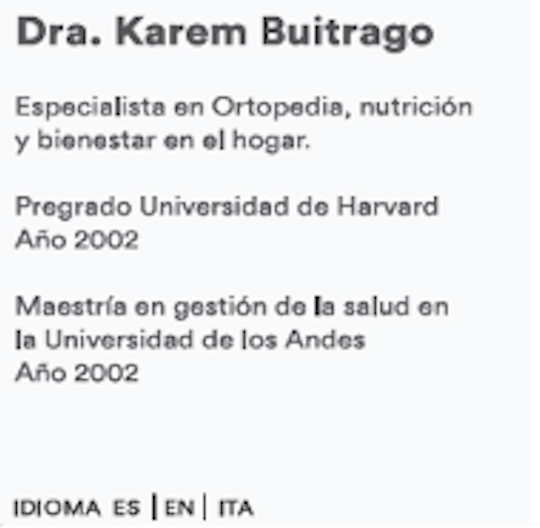 Dra. Karem Buitrago
Especialista en Ortopedia, nutrición
y bienestar en el hogar.
Pregrado Universidad de Harvard
Año 2002
Maestría en gestión de la salud en
la Universidad de los Andes
Año 2002
IDIOMA ES | EN | ITA